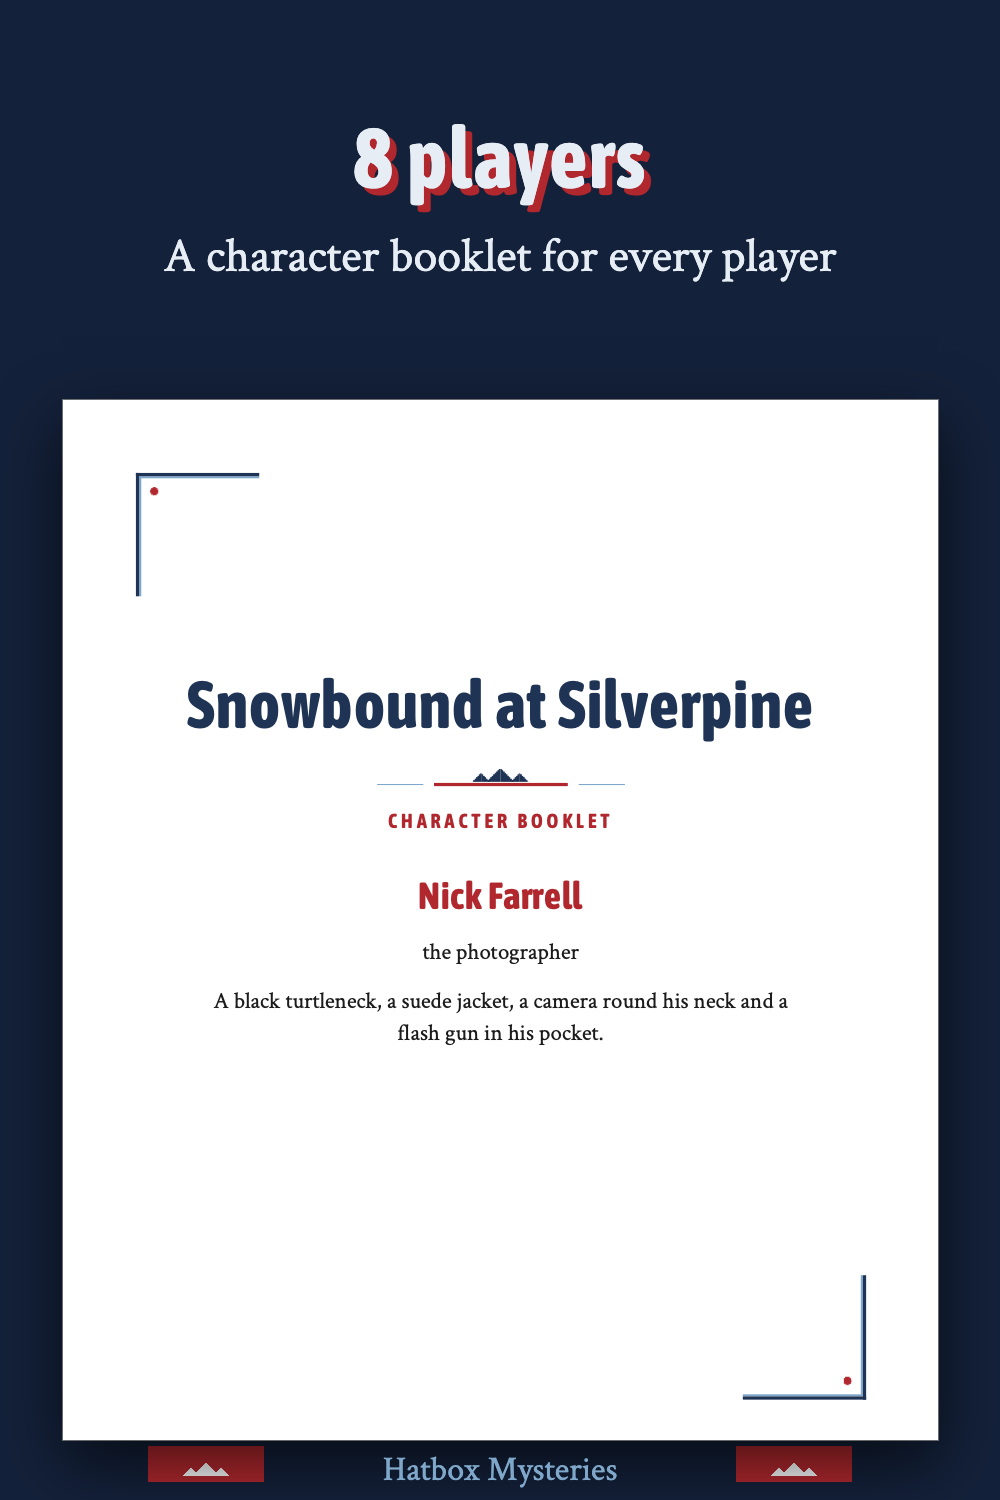 8 players
A character booklet for every player
Snowbound at Silverpine
CHARACTER BOOKLET
Nick Farrell
the photographer
A black turtleneck, a suede jacket, a camera round his neck and a
flash gun in his pocket.
Hatbox Mysteries